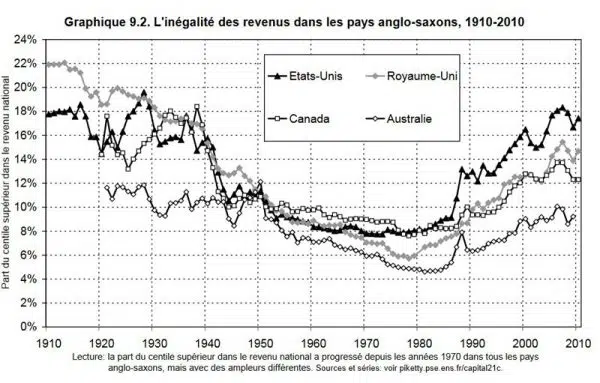 Graphique 9.2. L'inégalité des revenus dans les pays anglo-saxons, 1910-2010
Part du centile supérieur dans le revenu national
24%
22%
20%
18%
16%
14%
12%
10%
8%
6%
4%
2%
0%
Etats-Unis
Royaume-Uni
Canada
Australie
1910 1920 1930 1940 1950 1960 1970 1980 1990 2000 2010
Lecture: la part du centile supérieur dans le revenu national a progressé depuis les années 1970 dans tous les pays
anglo-saxons, mais avec des ampleurs différentes. Sources et séries: voir piketty.pse.ens.fr/capital21c.